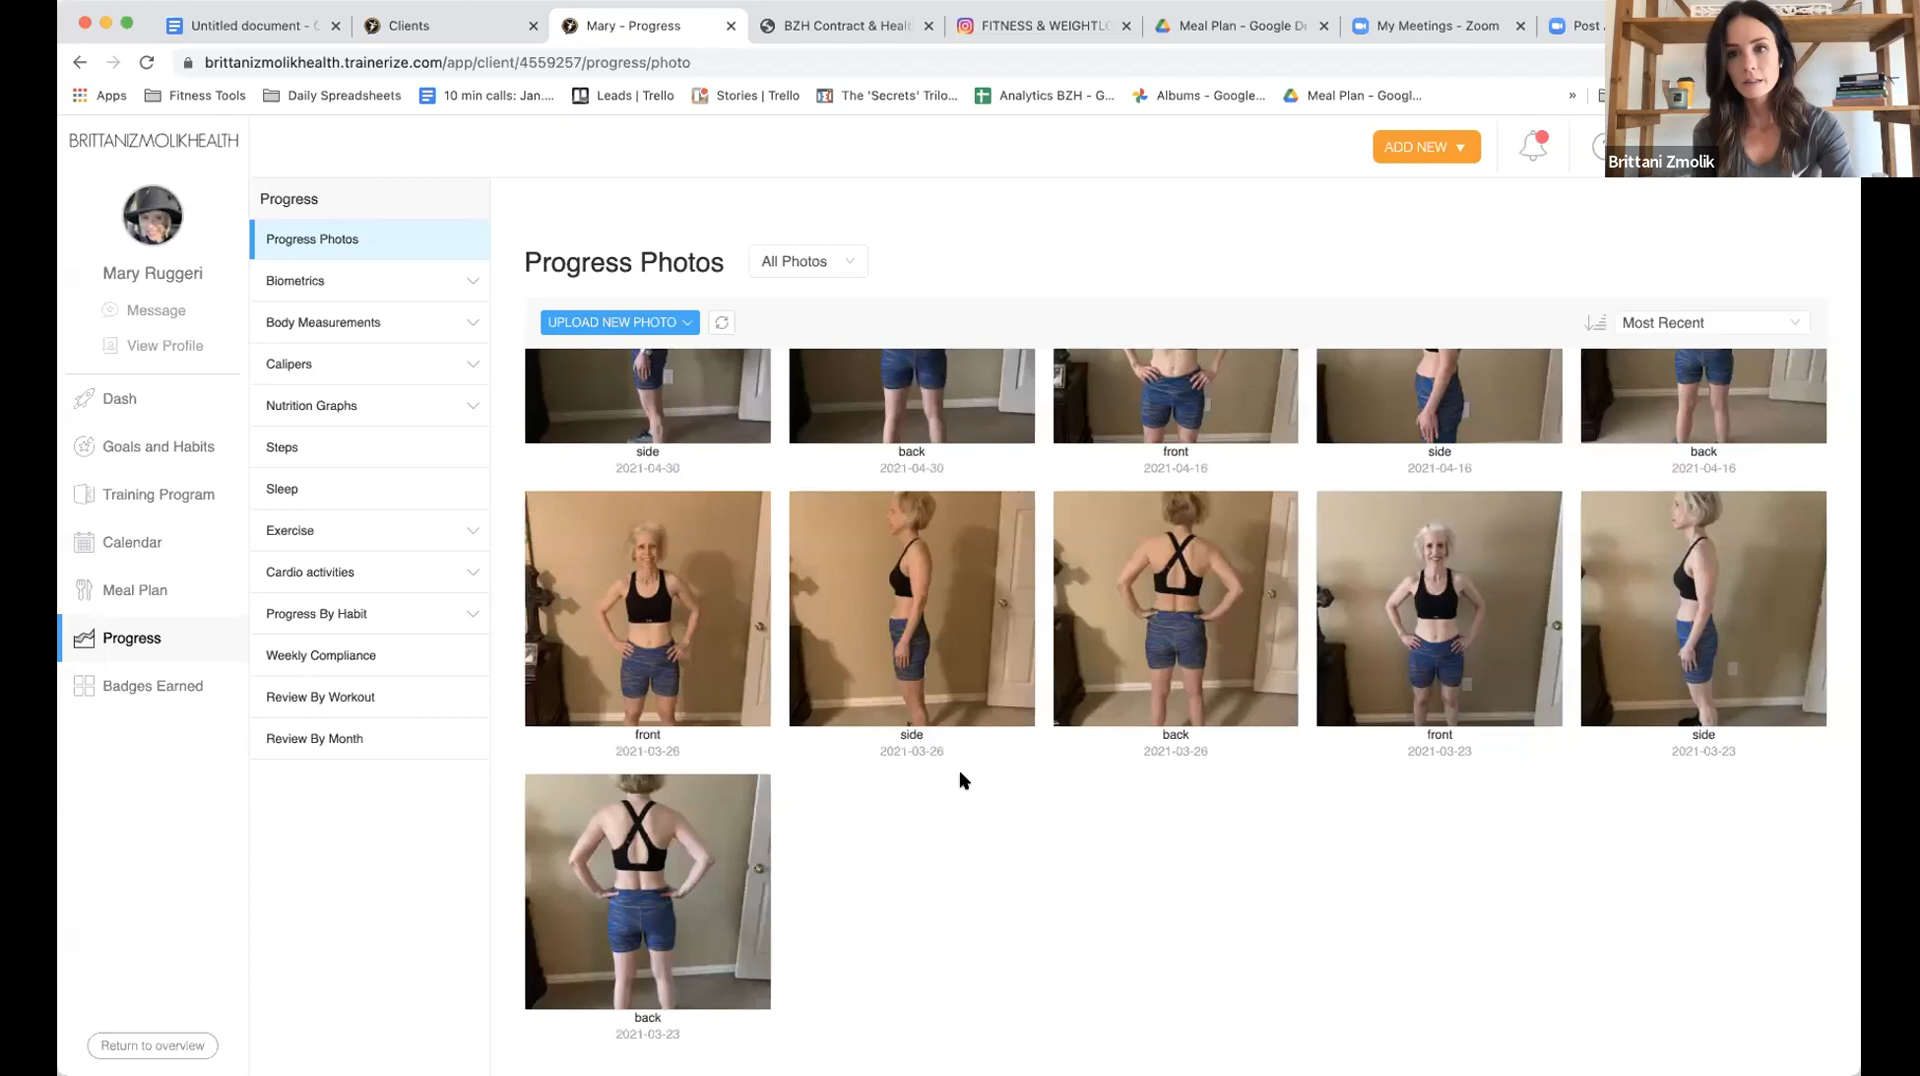 Untitled document - G
Clients
Mary - Progress
BZH Contract & Healt
FITNESS & WEIGHTLO
Meal Plan - Google Dr
My Meetings - Zoom
Post
brittanizmolikhealth.trainerize.com/app/client/4559257/progress/photo
Apps
Fitness Tools
Daily Spreadsheets
10 min calls: Jan....
Leads | Trello
Stories | Trello
The 'Secrets' Trilo...
Analytics BZH - G...
Albums - Google...
Meal Plan - Googl...
»
Brittani Zmolik
BRITTANIZMOLIKHEALTH
ADD NEW
Mary Ruggeri
Message
View Profile
Dash
Goals and Habits
Training Program
Calendar
Meal Plan
Progress
Badges Earned
Return to overview
Progress
Progress Photos
Biometrics
Body Measurements
Calipers
Nutrition Graphs
Steps
Sleep
Exercise
Cardio activities
Progress By Habit
Weekly Compliance
Review By Workout
Review By Month
Progress Photos
All Photos
UPLOAD NEW PHOTO
Most Recent
side
2021-04-30
back
2021-04-30
front
2021-04-16
side
2021-04-16
back
2021-04-16
front
2021-03-26
side
2021-03-26
back
2021-03-26
front
2021-03-23
side
2021-03-23
back
2021-03-23